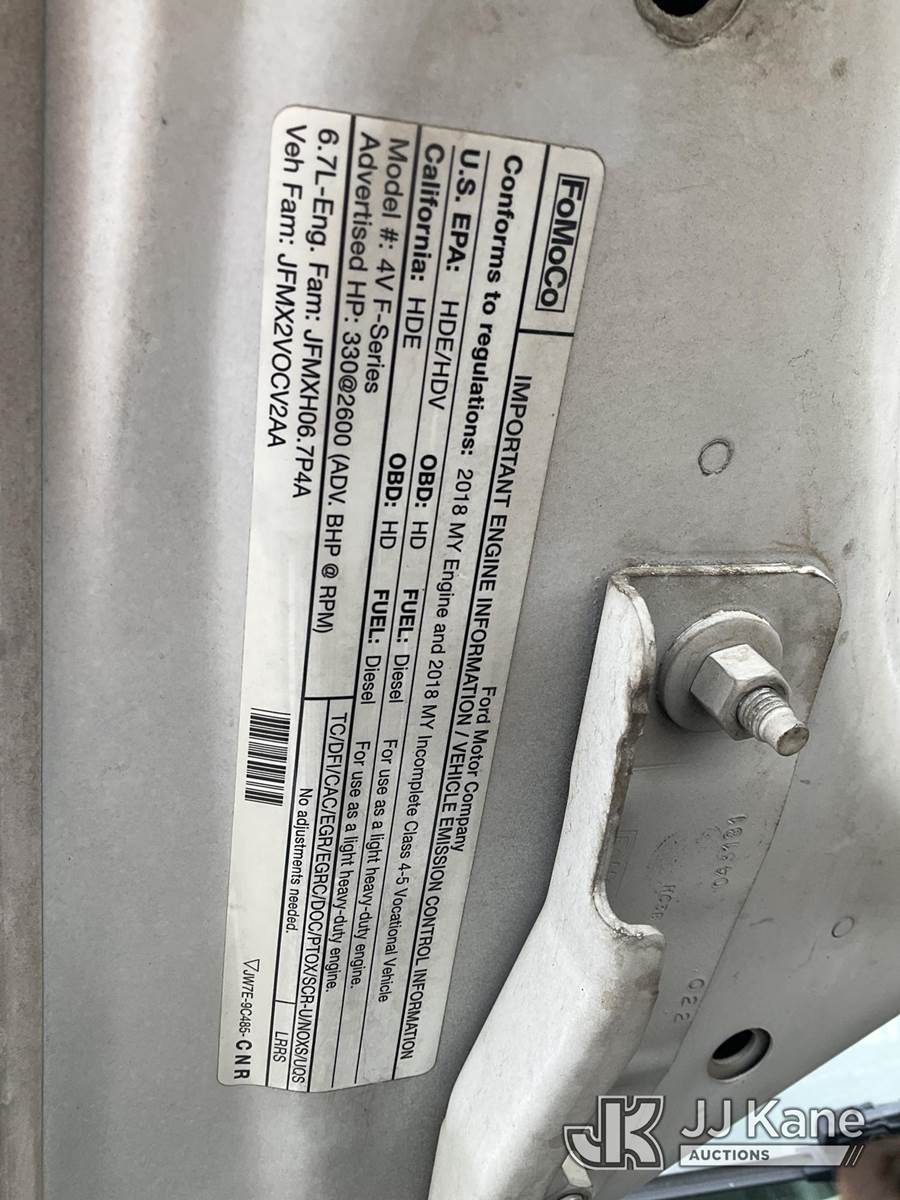 FoMoCo
Ford Motor Company
IMPORTANT ENGINE INFORMATION / VEHICLE EMISSION CONTROL INFORMATION
Conforms to regulations: 2018 MY Engine and 2018 MY Incomplete Class 4-5 Vocational Vehicle
U.S. EPA: HDE/HDV OBD: HD FUEL: Diesel For use as a light heavy-duty engine.
California: HDE OBD: HD FUEL: Diesel For use as a light heavy-duty engine.
Model #: 4V F-Series
Advertised HP: 330@2600 (ADV. BHP @ RPM) TC/DFI/CAC/EGR/EGRC/DOC/PTOX/SCR-U/NOXS/UQS
6.7L-Eng. Fam: JFMXH06.7P4A No adjustments needed. LRRS
Veh Fam: JFMX2VOCV2AA
JW7E-9C485-CNR
022
JK JJ Kane
AUCTIONS